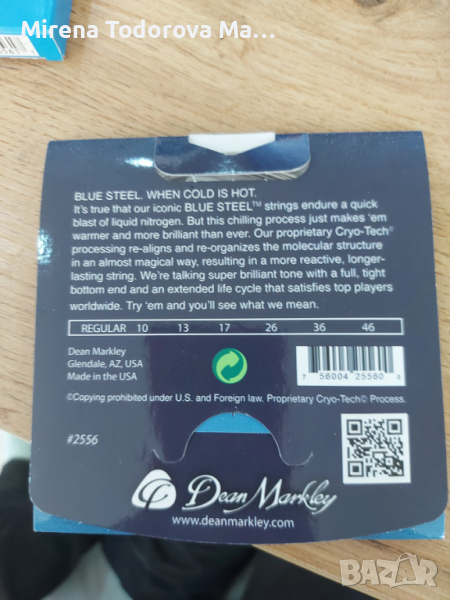 Mirena Todorova Ma...
BLUE STEEL. WHEN COLD IS HOT.
It's true that our iconic BLUE STEEL™ strings endure a quick
blast of liquid nitrogen. But this chilling process just makes 'em
warmer and more brilliant than ever. Our proprietary Cryo-Tech®
processing re-aligns and re-organizes the molecular structure
in an almost magical way, resulting in a more reactive, longer-
lasting string. We're talking super brilliant tone with a full, tight
bottom end and an extended life cycle that satisfies top players
worldwide. Try 'em and you'll see what we mean.
REGULAR 10 13 17 26 36 46
Dean Markley
Glendale, AZ, USA
Made in the USA
7 56004 25560
©Copying prohibited under U.S. and Foreign law. Proprietary Cryo-Tech® Process.
#2556
Dean Markley
www.deanmarkley.com
BAZAR